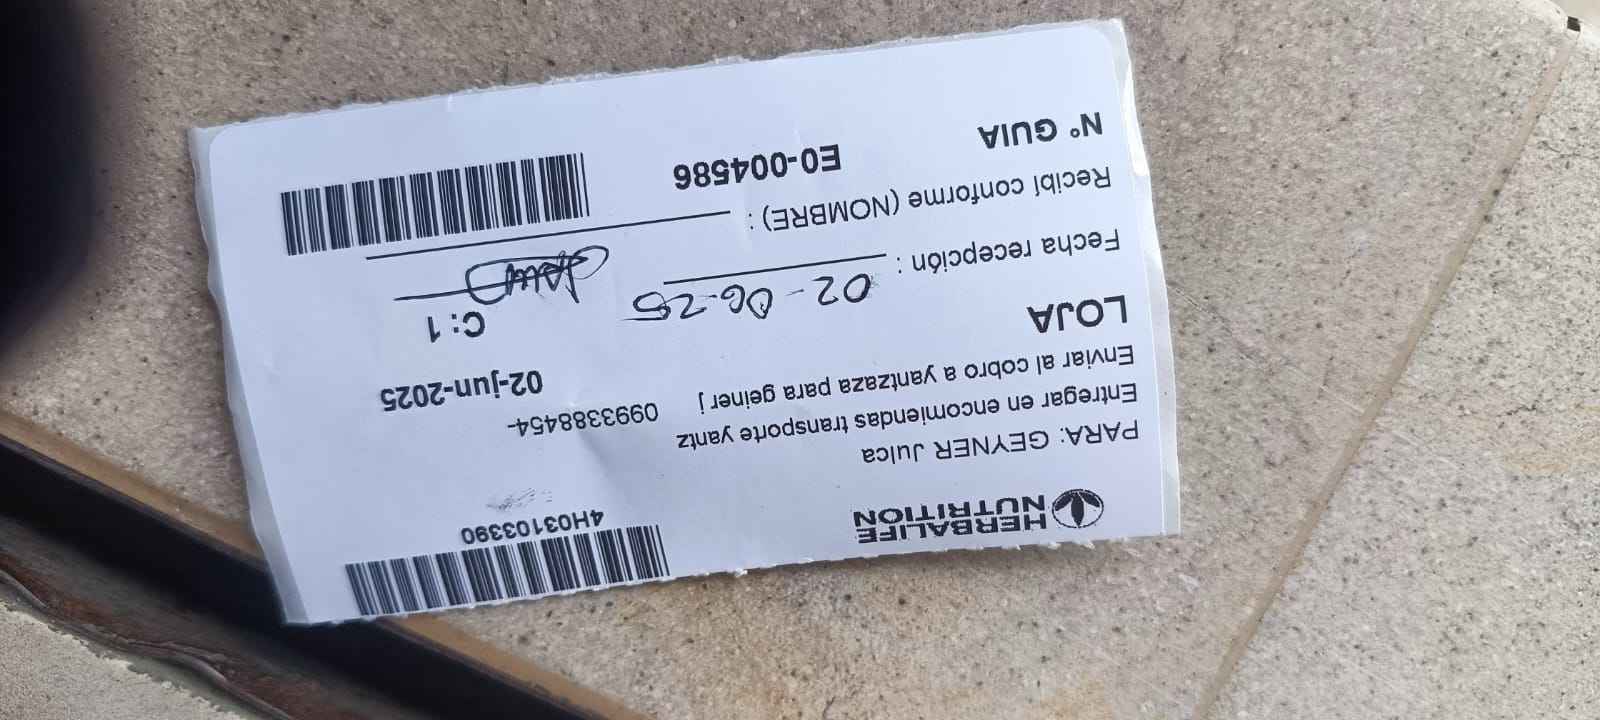 HERBALIFE
NUTRITION
4H03103390
PARA: GEYNER Julca
Entregar en encomiendas transporte yantz
0993388454-
Enviar al cobro a yantzaza para geiner j
02-jun-2025
LOJA
C: 1
Fecha recepción : 02-06-25
Recibí conforme (NOMBRE) :
N° GUIA E0-004586